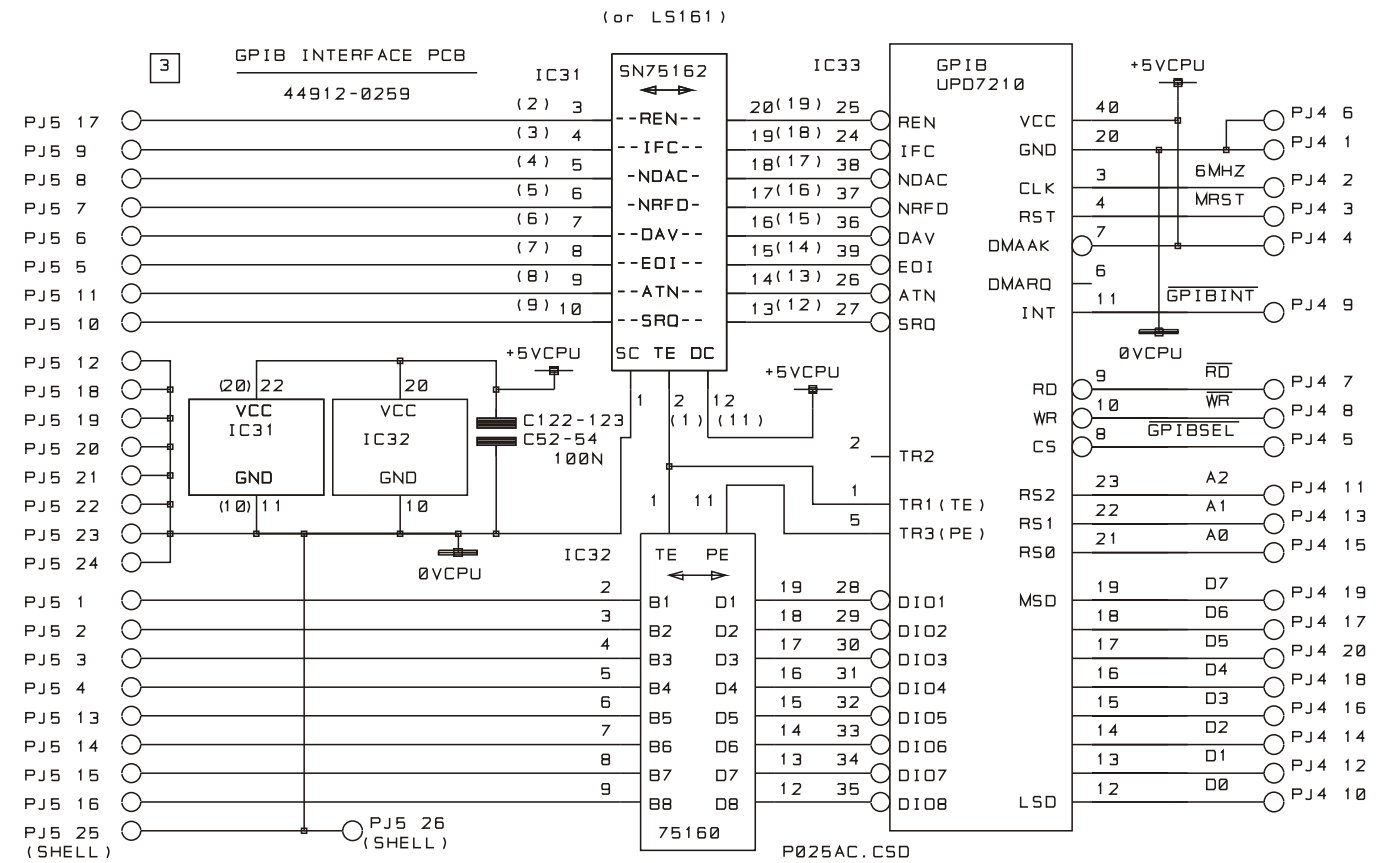 (or LS161)
3 GPIB INTERFACE PCB
44912-0259
IC31 SN75162 IC33 GPIB UPD7210 +5VCPU
PJ5 17 (2) 3 --REN-- 20(19) 25 REN VCC 40 PJ4 6
PJ5 9 (3) 4 --IFC-- 19(18) 24 IFC GND 20 PJ4 1
PJ5 8 (4) 5 -NDAC- 18(17) 38 NDAC CLK 3 6MHZ PJ4 2
PJ5 7 (5) 6 -NRFD- 17(16) 37 NRFD RST 4 MRST PJ4 3
PJ5 6 (6) 7 --DAV-- 16(15) 36 DAV DMAAK 7 PJ4 4
PJ5 5 (7) 8 --EOI-- 15(14) 39 EOI DMARQ 6
PJ5 11 (8) 9 --ATN-- 14(13) 26 ATN INT 11 GPIBINT PJ4 9
PJ5 10 (9) 10 --SRQ-- 13(12) 27 SRQ
0VCPU
PJ5 12 +5VCPU SC TE DC +5VCPU
PJ5 18 (20) 22 20 1 2 12 RD 9 RD PJ4 7
(1) (11)
PJ5 19 VCC VCC C122-123 WR 10 WR PJ4 8
IC31 IC32 C52-54
PJ5 20 100N 2 TR2 CS 8 GPIBSEL PJ4 5
PJ5 21 GND GND
PJ5 22 (10) 11 10 1 11 1 TR1(TE) RS2 23 A2 PJ4 11
PJ5 23 5 TR3(PE) RS1 22 A1 PJ4 13
PJ5 24 0VCPU IC32 TE PE RS0 21 A0 PJ4 15
PJ5 1 2 B1 D1 19 28 DIO1 MSD 19 D7 PJ4 19
PJ5 2 3 B2 D2 18 29 DIO2 18 D6 PJ4 17
PJ5 3 4 B3 D3 17 30 DIO3 17 D5 PJ4 20
PJ5 4 5 B4 D4 16 31 DIO4 16 D4 PJ4 18
PJ5 13 6 B5 D5 15 32 DIO5 15 D3 PJ4 16
PJ5 14 7 B6 D6 14 33 DIO6 14 D2 PJ4 14
PJ5 15 8 B7 D7 13 34 DIO7 13 D1 PJ4 12
PJ5 16 9 B8 D8 12 35 DIO8 LSD 12 D0 PJ4 10
PJ5 25 (SHELL) PJ5 26 (SHELL) 75160
P025AC.CSD